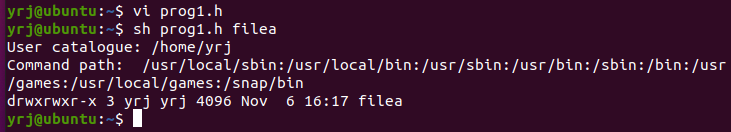 yrj@ubuntu:~$ vi prog1.h
yrj@ubuntu:~$ sh prog1.h filea
User catalogue: /home/yrj
Command path:  /usr/local/sbin:/usr/local/bin:/usr/sbin:/usr/bin:/sbin:/bin:/usr
/games:/usr/local/games:/snap/bin
drwxrwxr-x 3 yrj yrj 4096 Nov  6 16:17 filea
yrj@ubuntu:~$